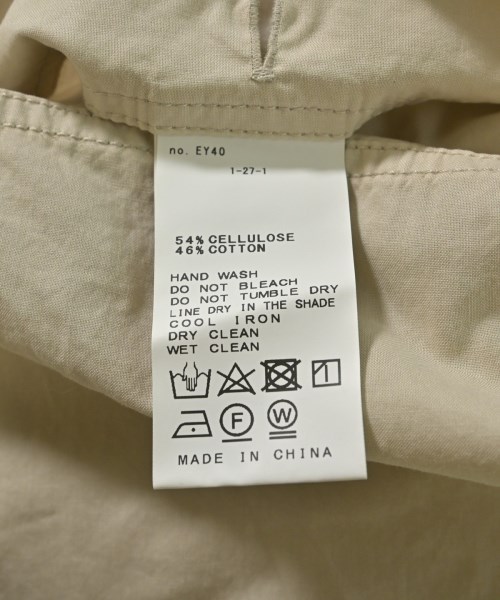 no. EY40
1-27-1
54% CELLULOSE
46% COTTON
HAND WASH
DO NOT BLEACH
DO NOT TUMBLE DRY
LINE DRY IN THE SHADE
COOL IRON
DRY CLEAN
WET CLEAN
F W
MADE IN CHINA